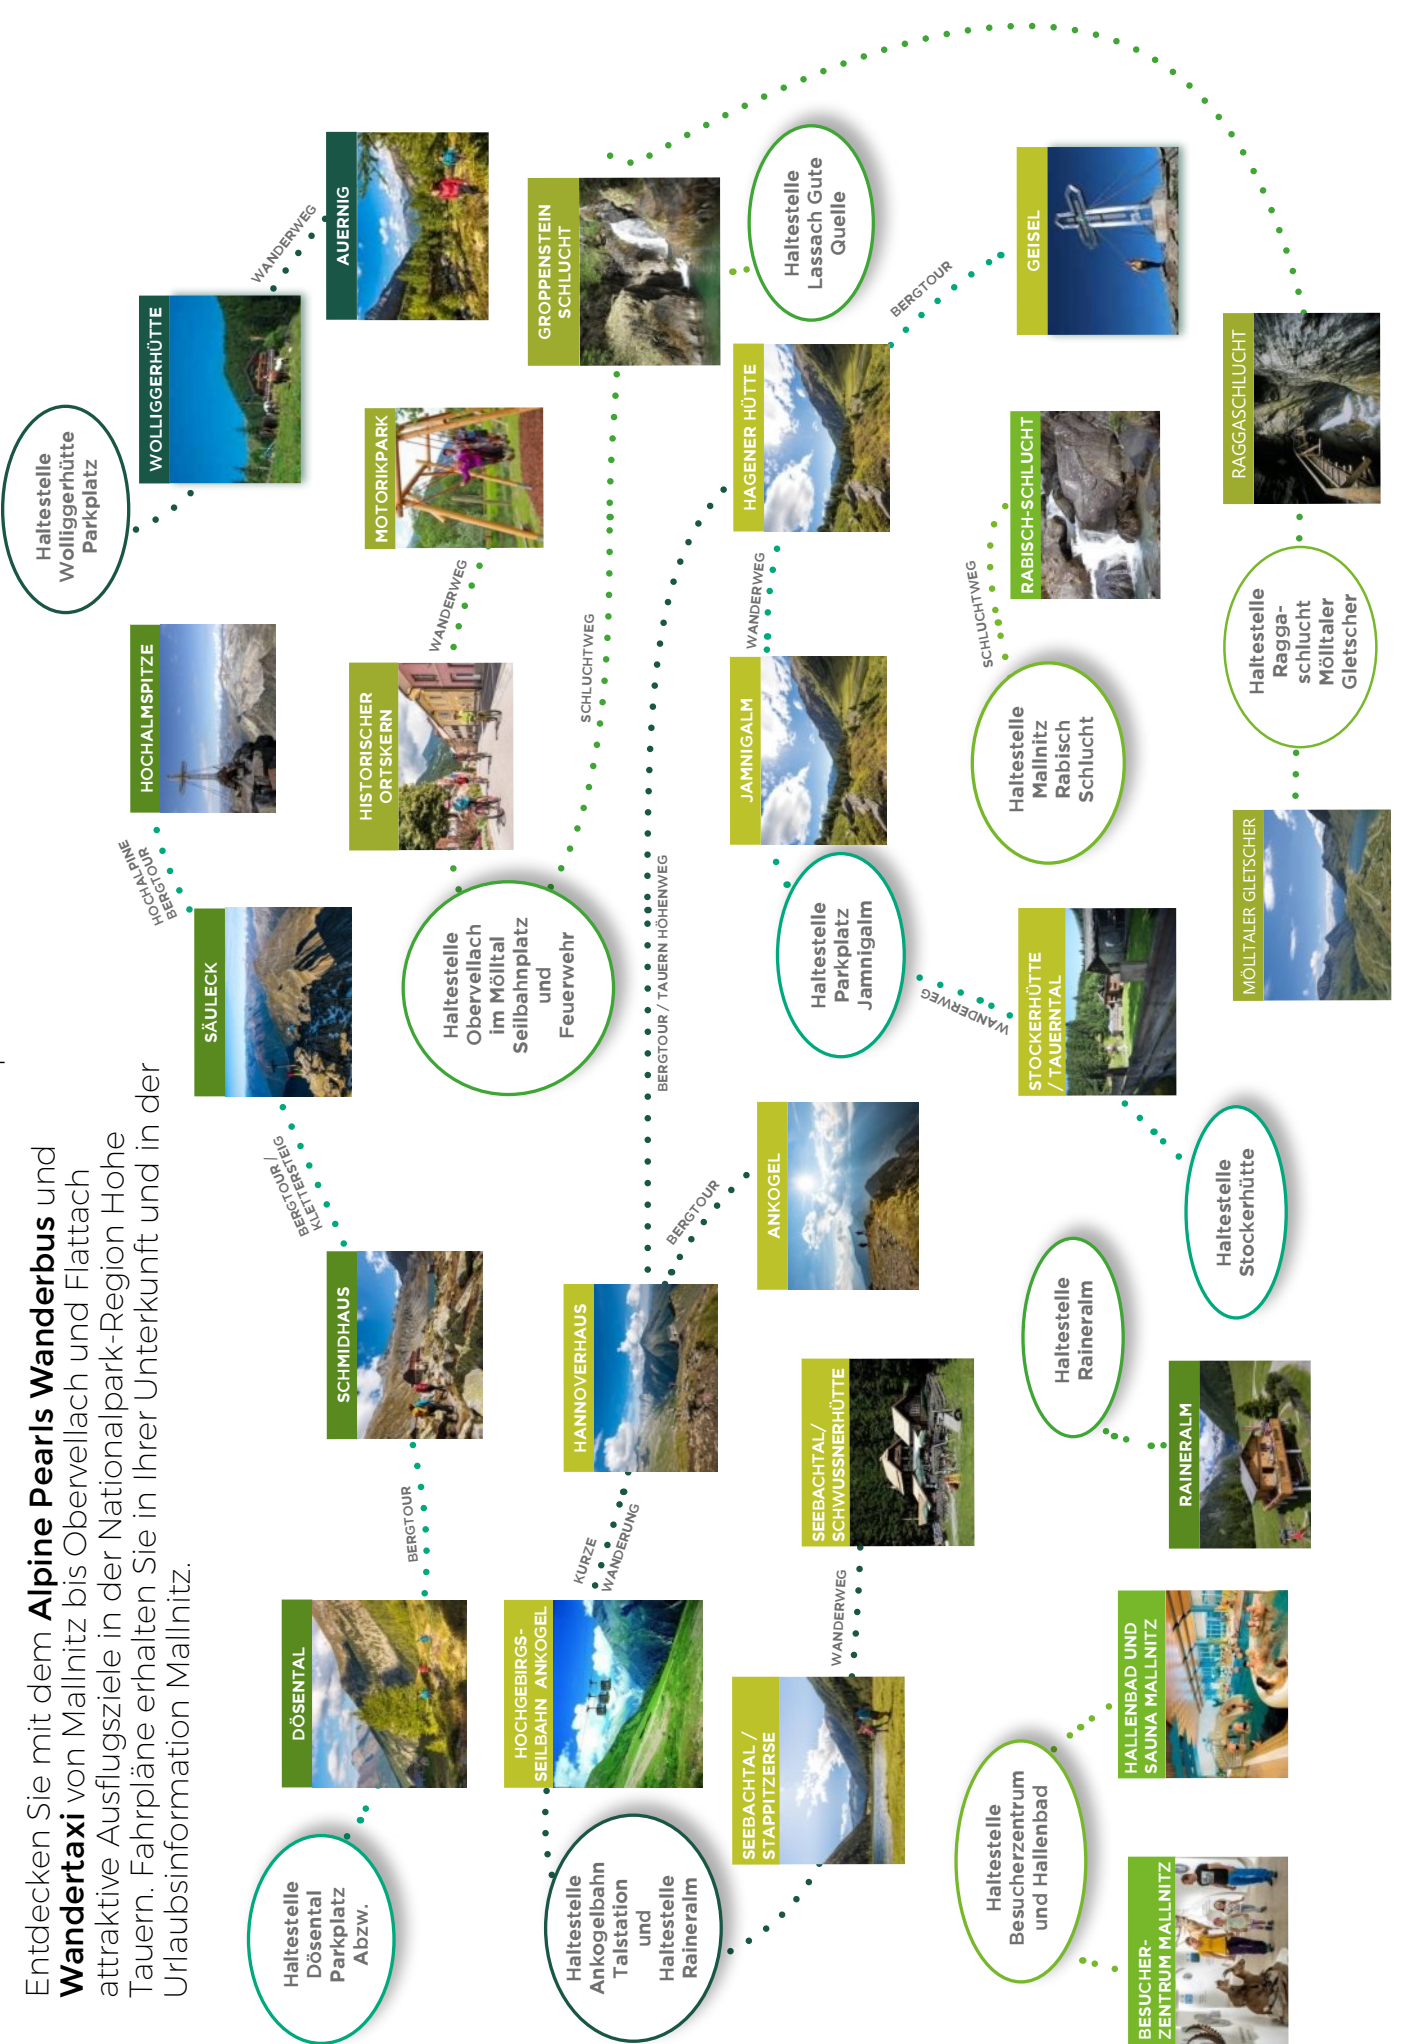 Entdecken Sie mit dem Alpine Pearls Wanderbus und
Wandertaxi von Mallnitz bis Obervellach und Flattach
attraktive Ausflugsziele in der Nationalpark-Region Hohe
Tauern. Fahrpläne erhalten Sie in Ihrer Unterkunft und in der
Urlaubsinformation Mallnitz.
Haltestelle
Wolliggerhütte
Parkplatz
WOLLIGGERHÜTTE
WANDERWEG
AUERNIG
HOCHALMSPITZE
HOCHALPINE
BERGTOUR
SÄULECK
BERGTOUR /
KLETTERSTEIG
SCHMIDHAUS
BERGTOUR
DÖSENTAL
Haltestelle
Dösental
Parkplatz
Abzw.
MOTORIKPARK
WANDERWEG
HISTORISCHER
ORTSKERN
Haltestelle
Obervellach
im Mölltal
Seilbahnplatz
und
Feuerwehr
SCHLUCHTWEG
GROPPENSTEIN
SCHLUCHT
Haltestelle
Lassach Gute
Quelle
HOCHGEBIRGS-
SEILBAHN ANKOGEL
KURZE
WANDERUNG
HANNOVERHAUS
BERGTOUR / TAUERN HÖHENWEG
BERGTOUR
ANKOGEL
Haltestelle
Ankogelbahn
Talstation
und
Haltestelle
Raineralm
SEEBACHTAL /
STAPPITZERSE
WANDERWEG
SEEBACHTAL/
SCHWUSSNERHÜTTE
HAGENER HÜTTE
BERGTOUR
GEISEL
WANDERWEG
JAMNIGALM
Haltestelle
Parkplatz
Jamnigalm
WANDERWEG
STOCKERHÜTTE
/ TAUERNTAL
Haltestelle
Stockerhütte
Haltestelle
Mallnitz
Rabisch
Schlucht
SCHLUCHTWEG
RABISCH-SCHLUCHT
Haltestelle
Raineralm
RAINERALM
Haltestelle
Besucherzentrum
und Hallenbad
BESUCHER-
ZENTRUM MALLNITZ
HALLENBAD UND
SAUNA MALLNITZ
MÖLLTALER GLETSCHER
Haltestelle
Ragga-
schlucht
Mölltaler
Gletscher
RAGGASCHLUCHT